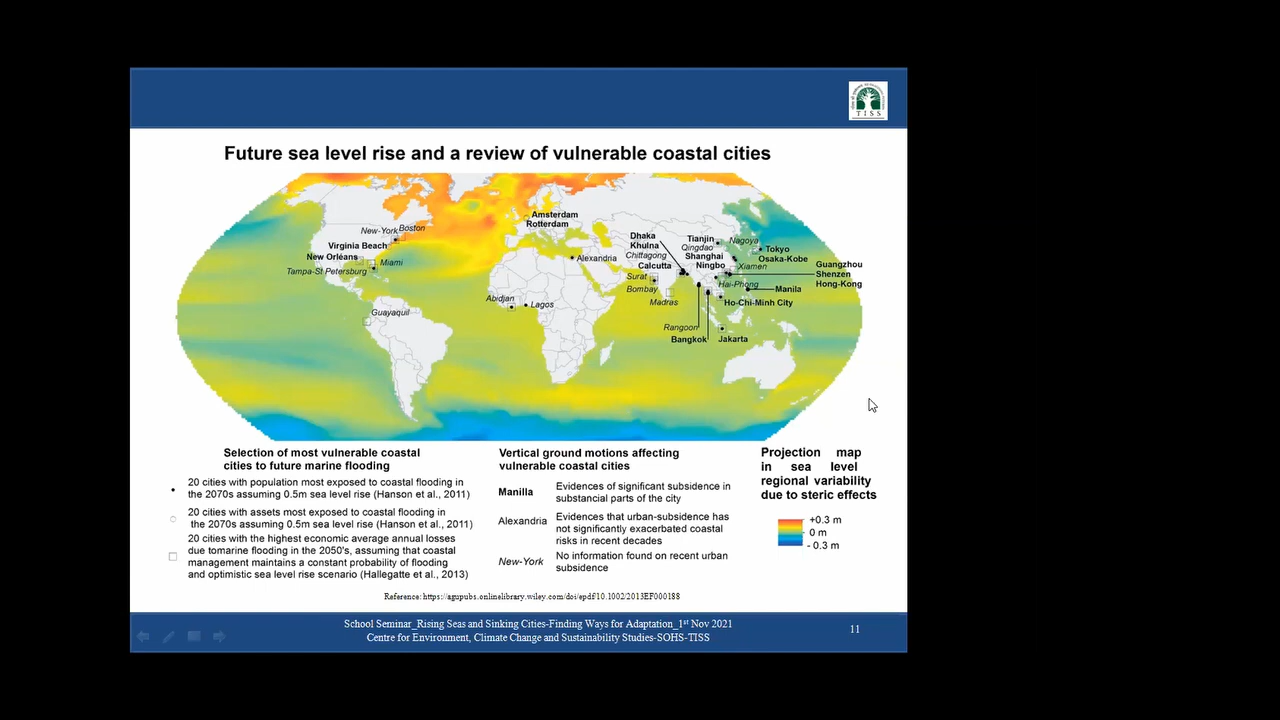 TISS
Future sea level rise and a review of vulnerable coastal cities
New-York
Boston
Virginia Beach
New Orléans
Miami
Tampa-St Petersburg
Guayaquil
Amsterdam
Rotterdam
Alexandria
Abidjan
Lagos
Dhaka
Khulna
Chittagong
Calcutta
Surat
Bombay
Madras
Rangoon
Bangkok
Tianjin
Qingdao
Shanghai
Ningbo
Nagoya
Tokyo
Osaka-Kobe
Xiamen
Hai-Phong
Guangzhou
Shenzen
Hong-Kong
Manila
Ho-Chi-Minh City
Jakarta
Selection of most vulnerable coastal
cities to future marine flooding
20 cities with population most exposed to coastal flooding in
the 2070s assuming 0.5m sea level rise (Hanson et al., 2011)
20 cities with assets most exposed to coastal flooding in
the 2070s assuming 0.5m sea level rise (Hanson et al., 2011)
20 cities with the highest economic average annual losses
due tomarine flooding in the 2050's, assuming that coastal
management maintains a constant probability of flooding
and optimistic sea level rise scenario (Hallegatte et al., 2013)
Vertical ground motions affecting
vulnerable coastal cities
Manilla
Evidences of significant subsidence in
substancial parts of the city
Alexandria
Evidences that urban-subsidence has
not significantly exacerbated coastal
risks in recent decades
New-York
No information found on recent urban
subsidence
Projection map
in sea level
regional variability
due to steric effects
+0.3 m
0 m
- 0.3 m
Reference: https://agupubs.onlinelibrary.wiley.com/doi/epdf/10.1002/2013EF000188
School Seminar_Rising Seas and Sinking Cities-Finding Ways for Adaptation_1st Nov 2021
Centre for Environment, Climate Change and Sustainability Studies-SOHS-TISS
11